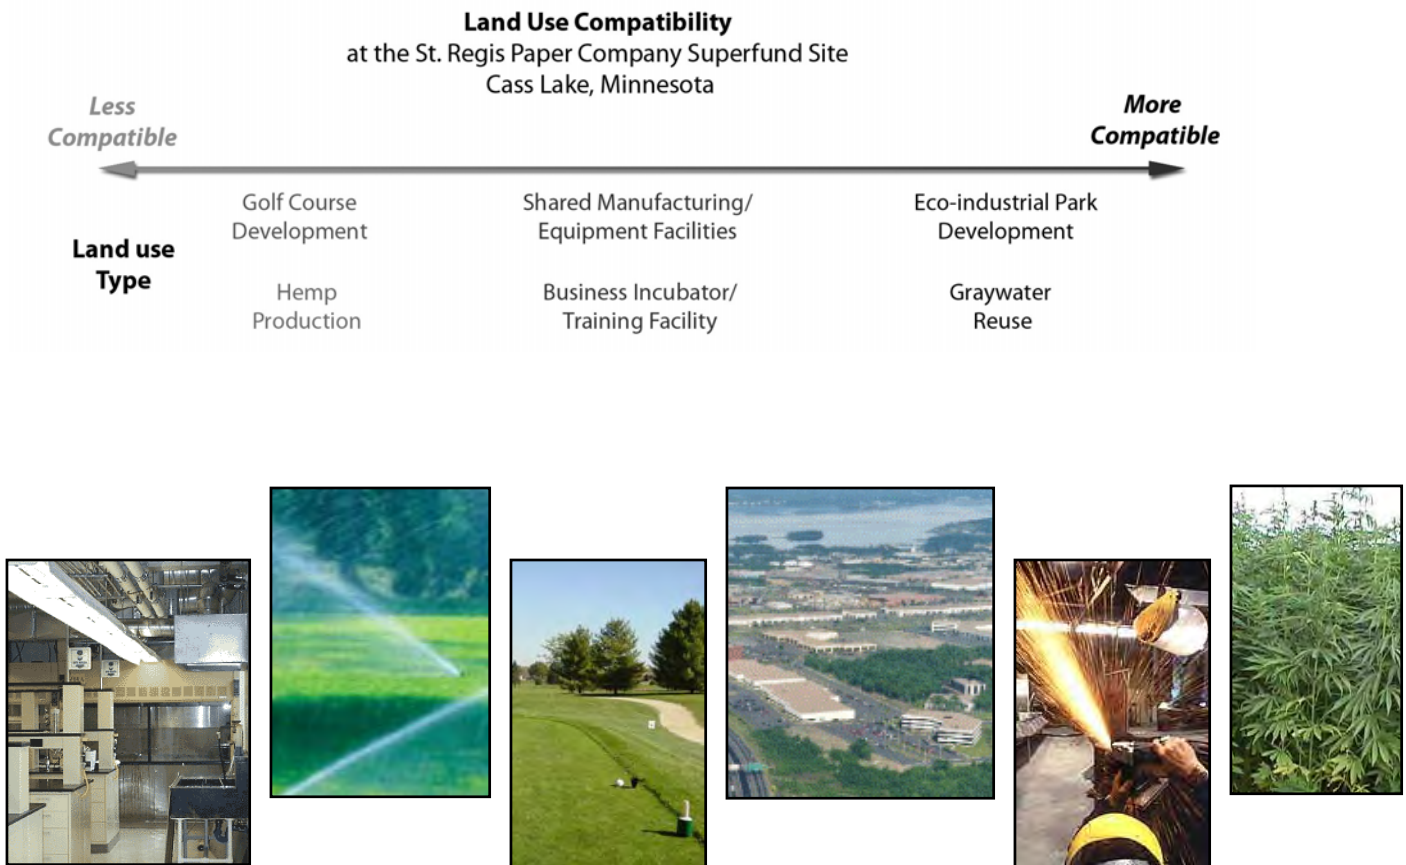 Land Use Compatibility
at the St. Regis Paper Company Superfund Site
Cass Lake, Minnesota
Less
Compatible
More
Compatible
Land use
Type
Golf Course
Development
Shared Manufacturing/
Equipment Facilities
Eco-industrial Park
Development
Hemp
Production
Business Incubator/
Training Facility
Graywater
Reuse